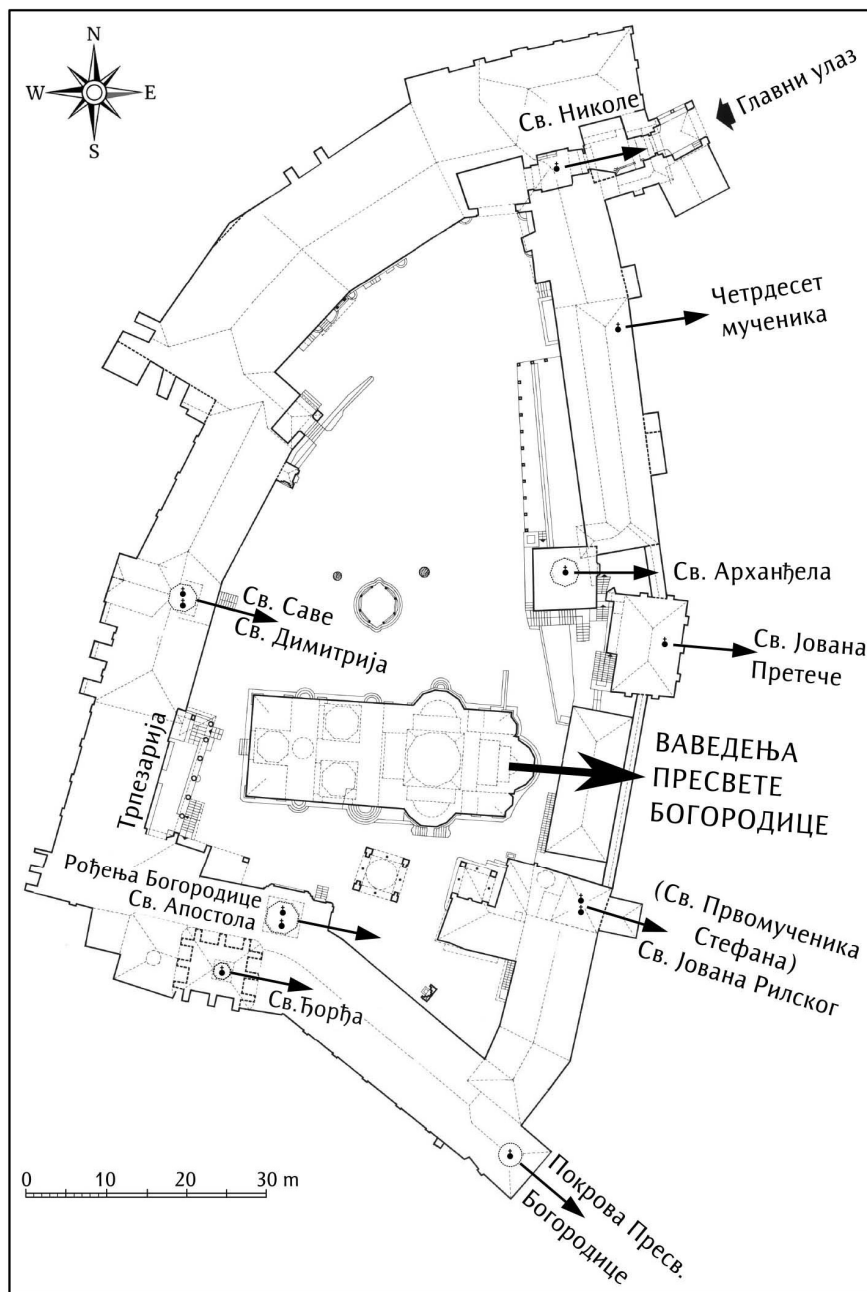 N
W
E
S
Главни улаз
Св. Николе
Четрдесет
мученика
Св. Арханђела
Св. Јована
Претече
Св. Саве
Св. Димитрија
Трпезарија
ВАВЕДЕЊА
ПРЕСВЕТЕ
БОГОРОДИЦЕ
Рођења Богородице
Св. Апостола
Св.Ђорђа
(Св. Првомученика
Стефана)
Св. Јована Рилског
Покрова Пресв.
Богородице
0 10 20 30 m